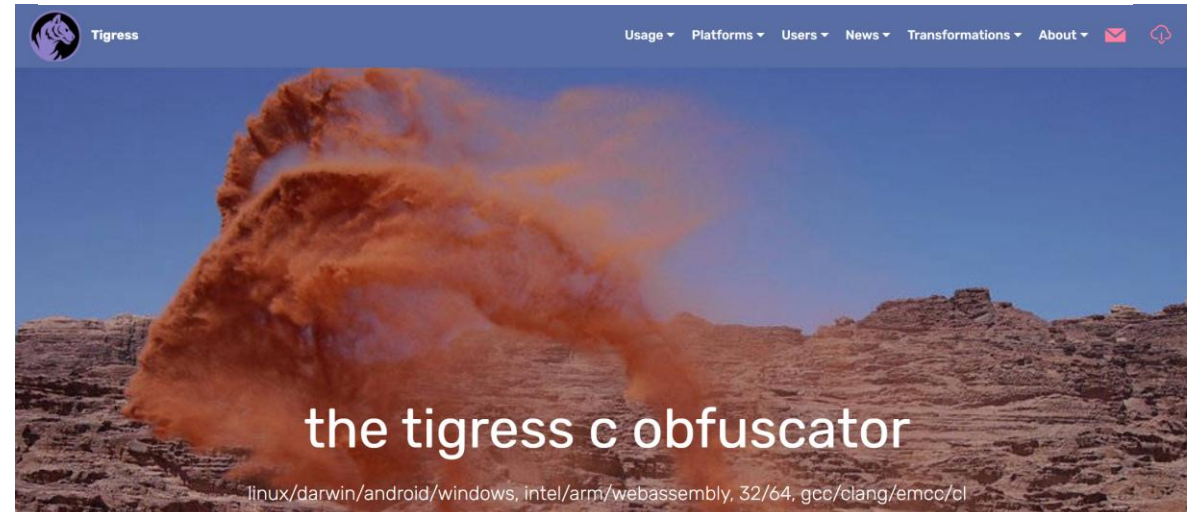 Tigress
Usage Platforms Users News Transformations About
the tigress c obfuscator
linux/darwin/android/windows, intel/arm/webassembly, 32/64, gcc/clang/emcc/cl